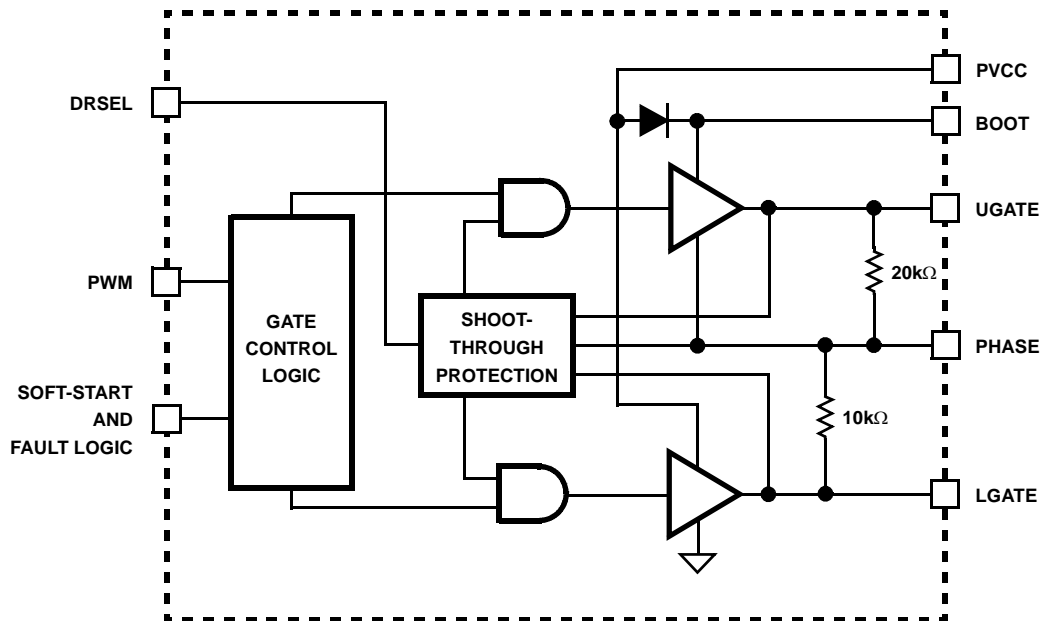 PVCC
DRSEL
BOOT
UGATE
PWM
20kΩ
GATE
CONTROL
LOGIC
SHOOT-
THROUGH
PROTECTION
PHASE
SOFT-START
AND
FAULT LOGIC
10kΩ
LGATE